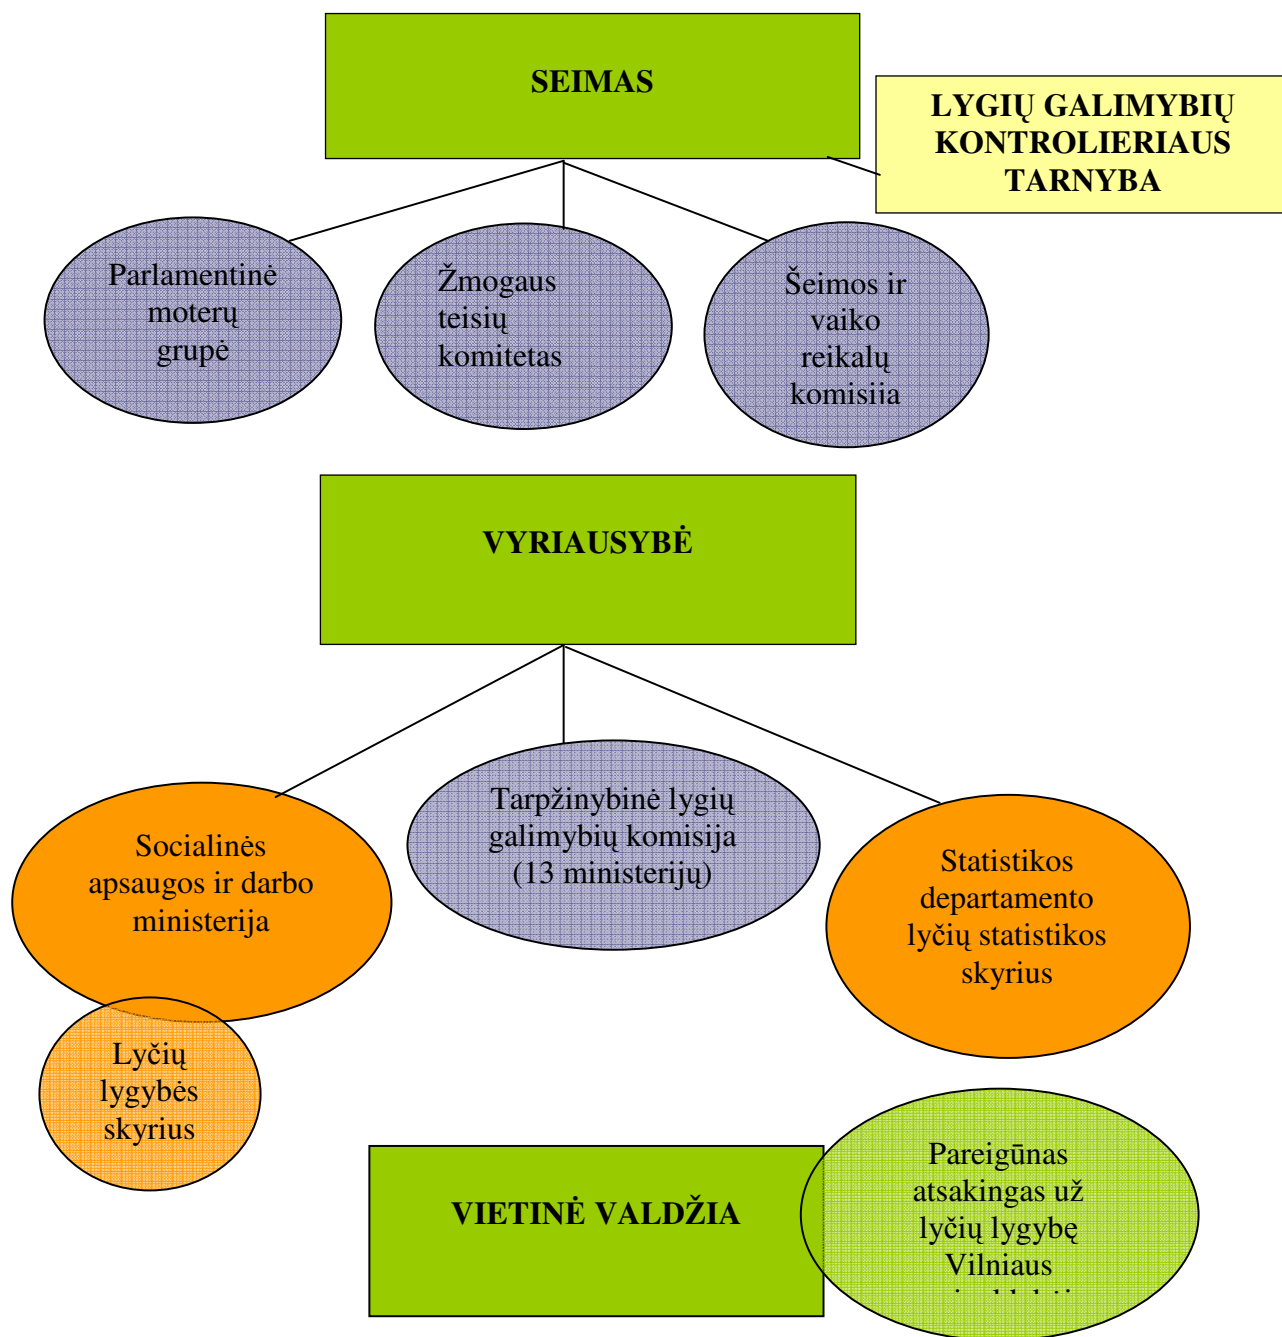 SEIMAS
LYGIŲ GALIMYBIŲ
KONTROLIERIAUS
TARNYBA
Parlamentinė
moterų
grupė
Žmogaus
teisių
komitetas
Šeimos ir
vaiko
reikalų
komisija
VYRIAUSYBĖ
Socialinės
apsaugos ir darbo
ministerija
Tarpžinybinė lygių
galimybių komisija
(13 ministerijų)
Statistikos
departamento
lyčių statistikos
skyrius
Lyčių
lygybės
skyrius
VIETINĖ VALDŽIA
Pareigūnas
atsakingas už
lyčių lygybę
Vilniaus